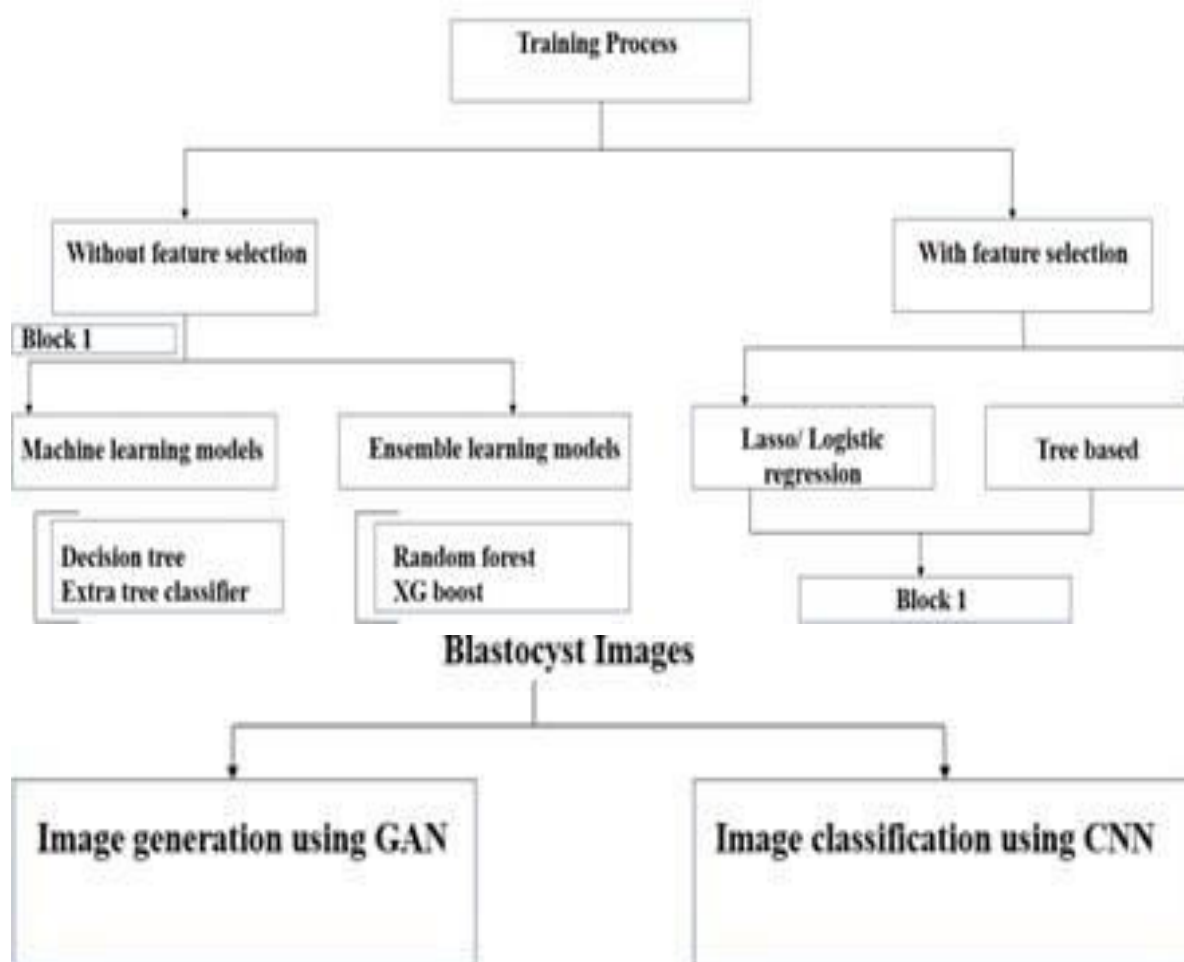 Training Process
Without feature selection
With feature selection
Block 1
Machine learning models
Ensemble learning models
Lasso/ Logistic
regression
Tree based
Decision tree
Extra tree classifier
Random forest
XG boost
Block 1
Blastocyst Images
Image generation using GAN
Image classification using CNN